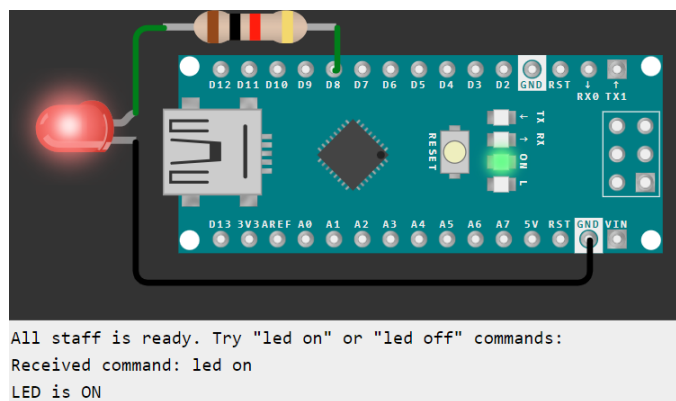 D12 D11 D10 D9 D8 D7 D6 D5 D4 D3 D2 GND RST ↓ ↑
RX0 TX1
RESET
← TX
→ RX
ON
L
D13 3V3 AREF A0 A1 A2 A3 A4 A5 A6 A7 5V RST GND VIN
All staff is ready. Try "led on" or "led off" commands:
Received command: led on
LED is ON